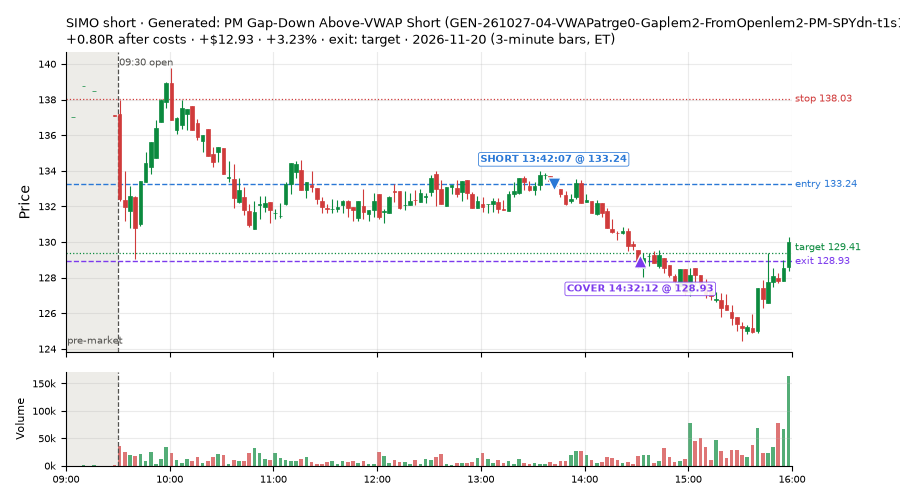 SIMO short · Generated: PM Gap-Down Above-VWAP Short (GEN-261027-04-VWAPatrge0-Gaplem2-FromOpenlem2-PM-SPYdn-t1s
+0.80R after costs · +$12.93 · +3.23% · exit: target · 2026-11-20 (3-minute bars, ET)
140
138
136
134
132
130
128
126
124
Price
09:30 open
pre-market
SHORT 13:42:07 @ 133.24
COVER 14:32:12 @ 128.93
stop 138.03
entry 133.24
target 129.41
exit 128.93
150k
100k
50k
0k
Volume
09:00
10:00
11:00
12:00
13:00
14:00
15:00
16:00